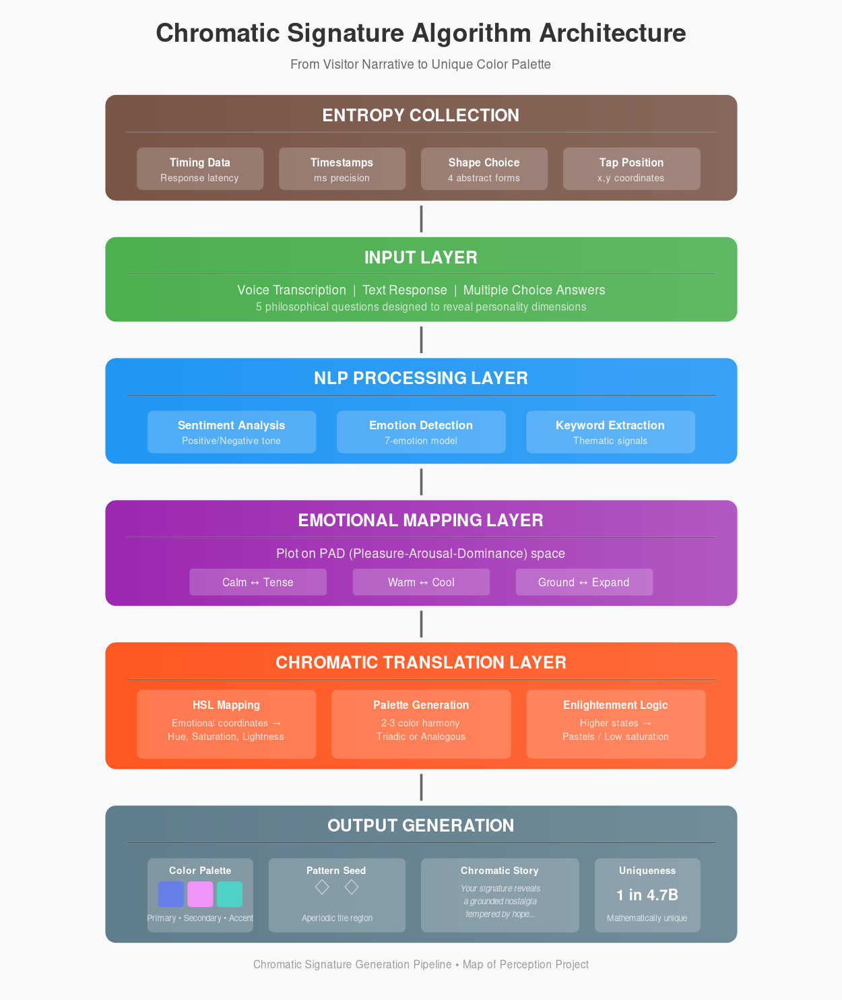 Chromatic Signature Algorithm Architecture
From Visitor Narrative to Unique Color Palette
ENTROPY COLLECTION
Timing Data
Response latency
Timestamps
ms precision
Shape Choice
4 abstract forms
Tap Position
x,y coordinates
INPUT LAYER
Voice Transcription | Text Response | Multiple Choice Answers
5 philosophical questions designed to reveal personality dimensions
NLP PROCESSING LAYER
Sentiment Analysis
Positive/Negative tone
Emotion Detection
7-emotion model
Keyword Extraction
Thematic signals
EMOTIONAL MAPPING LAYER
Plot on PAD (Pleasure-Arousal-Dominance) space
Calm ↔ Tense
Warm ↔ Cool
Ground ↔ Expand
CHROMATIC TRANSLATION LAYER
HSL Mapping
Emotional coordinates →
Hue, Saturation, Lightness
Palette Generation
2-3 color harmony
Triadic or Analogous
Enlightenment Logic
Higher states →
Pastels / Low saturation
OUTPUT GENERATION
Color Palette
Primary • Secondary • Accent
Pattern Seed
Aperiodic tile region
Chromatic Story
Your signature reveals
a grounded nostalgia
tempered by hope...
Uniqueness
1 in 4.7B
Mathematically unique
Chromatic Signature Generation Pipeline • Map of Perception Project